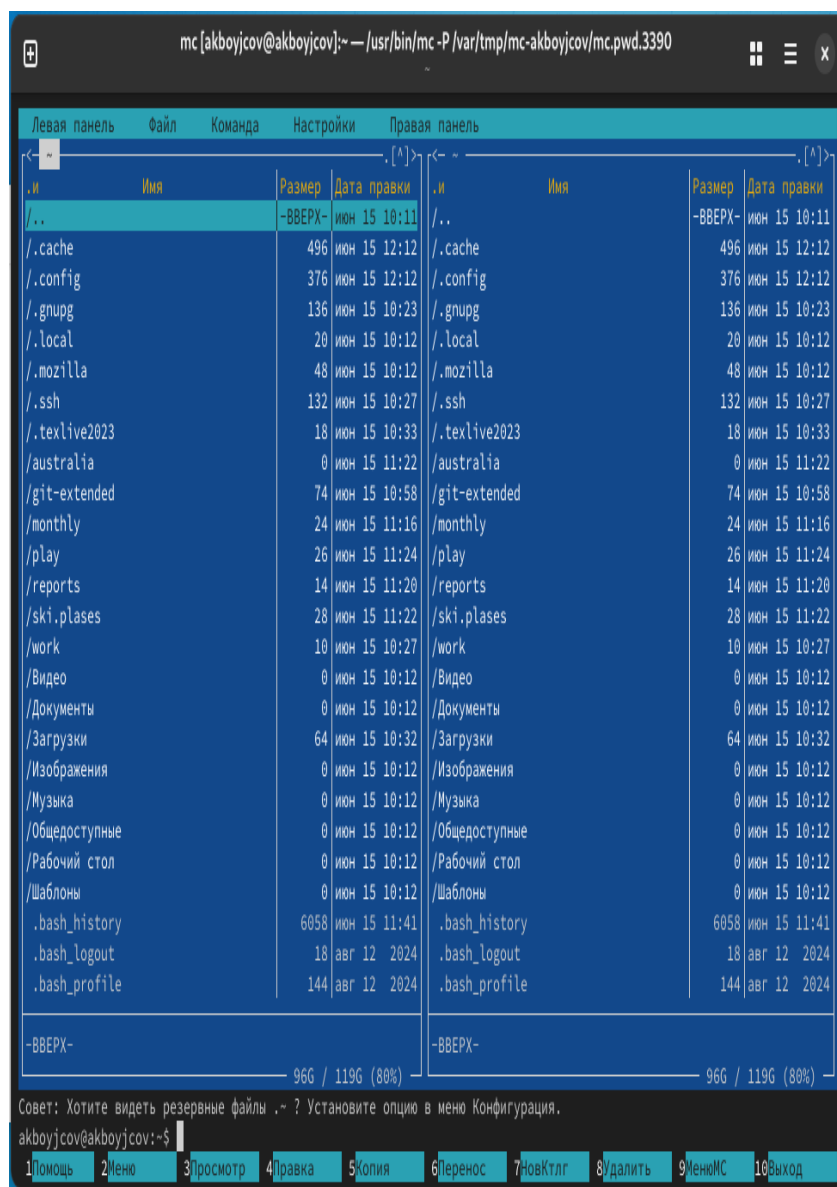 mc [akboyjcov@akboyjcov]:~ — /usr/bin/mc -P /var/tmp/mc-akboyjcov/mc.pwd.3390
~
Левая панель Файл Команда Настройки Правая панель
<— ~ .[^]> <— ~ .[^]>
.и Имя Размер Дата правки .и Имя Размер Дата правки
/.. -ВВЕРХ- июн 15 10:11 /.. -ВВЕРХ- июн 15 10:11
/.cache 496 июн 15 12:12 /.cache 496 июн 15 12:12
/.config 376 июн 15 12:12 /.config 376 июн 15 12:12
/.gnupg 136 июн 15 10:23 /.gnupg 136 июн 15 10:23
/.local 20 июн 15 10:12 /.local 20 июн 15 10:12
/.mozilla 48 июн 15 10:12 /.mozilla 48 июн 15 10:12
/.ssh 132 июн 15 10:27 /.ssh 132 июн 15 10:27
/.texlive2023 18 июн 15 10:33 /.texlive2023 18 июн 15 10:33
/australia 0 июн 15 11:22 /australia 0 июн 15 11:22
/git-extended 74 июн 15 10:58 /git-extended 74 июн 15 10:58
/monthly 24 июн 15 11:16 /monthly 24 июн 15 11:16
/play 26 июн 15 11:24 /play 26 июн 15 11:24
/reports 14 июн 15 11:20 /reports 14 июн 15 11:20
/ski.plases 28 июн 15 11:22 /ski.plases 28 июн 15 11:22
/work 10 июн 15 10:27 /work 10 июн 15 10:27
/Видео 0 июн 15 10:12 /Видео 0 июн 15 10:12
/Документы 0 июн 15 10:12 /Документы 0 июн 15 10:12
/Загрузки 64 июн 15 10:32 /Загрузки 64 июн 15 10:32
/Изображения 0 июн 15 10:12 /Изображения 0 июн 15 10:12
/Музыка 0 июн 15 10:12 /Музыка 0 июн 15 10:12
/Общедоступные 0 июн 15 10:12 /Общедоступные 0 июн 15 10:12
/Рабочий стол 0 июн 15 10:12 /Рабочий стол 0 июн 15 10:12
/Шаблоны 0 июн 15 10:12 /Шаблоны 0 июн 15 10:12
.bash_history 6058 июн 15 11:41 .bash_history 6058 июн 15 11:41
.bash_logout 18 авг 12 2024 .bash_logout 18 авг 12 2024
.bash_profile 144 авг 12 2024 .bash_profile 144 авг 12 2024
-ВВЕРХ- -ВВЕРХ-
96G / 119G (80%) 96G / 119G (80%)
Совет: Хотите видеть резервные файлы .~ ? Установите опцию в меню Конфигурация.
akboyjcov@akboyjcov:~$
1Помощь 2Меню 3Просмотр 4Правка 5Копия 6Перенос 7НовКтлг 8Удалить 9МенюMC 10Выход